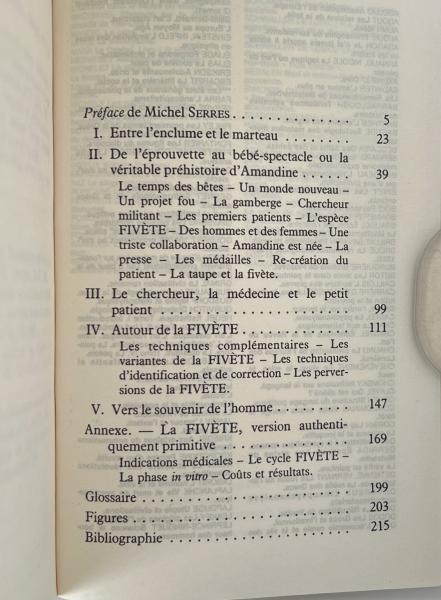 Préface de Michel SERRES . . . . . . . . . . . . . . 5
I. Entre l'enclume et le marteau . . . . . . . . 23
II. De l'éprouvette au bébé-spectacle ou la
véritable préhistoire d'Amandine . . . . . . 39
Le temps des bêtes – Un monde nouveau –
Un projet fou – La gamberge – Chercheur
militant – Les premiers patients – L'espèce
FIVÈTE – Des hommes et des femmes – Une
triste collaboration – Amandine est née – La
presse – Les médailles – Re-création du
patient – La taupe et la fivète.
III. Le chercheur, la médecine et le petit
patient . . . . . . . . . . . . . . . . . . . . . . . . 99
IV. Autour de la FIVÈTE . . . . . . . . . . . . . 111
Les techniques complémentaires – Les
variantes de la FIVÈTE – Les techniques
d'identification et de correction – Les perver-
sions de la FIVÈTE.
V. Vers le souvenir de l'homme . . . . . . . . . 147
Annexe. — La FIVÈTE, version authenti-
quement primitive . . . . . . . . . . . . . . . . 169
Indications médicales – Le cycle FIVÈTE –
La phase in vitro – Coûts et résultats.
Glossaire . . . . . . . . . . . . . . . . . . . . . . . . . . 199
Figures . . . . . . . . . . . . . . . . . . . . . . . . . . . 203
Bibliographie . . . . . . . . . . . . . . . . . . . . . . 215